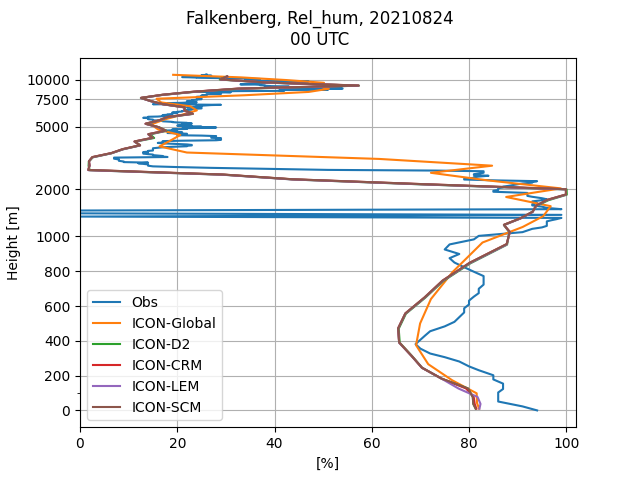 Falkenberg, Rel_hum, 20210824
00 UTC
Height [m]
10000
7500
5000
2000
1000
800
600
400
200
0
Obs
ICON-Global
ICON-D2
ICON-CRM
ICON-LEM
ICON-SCM
0
20
40
60
80
100
[%]